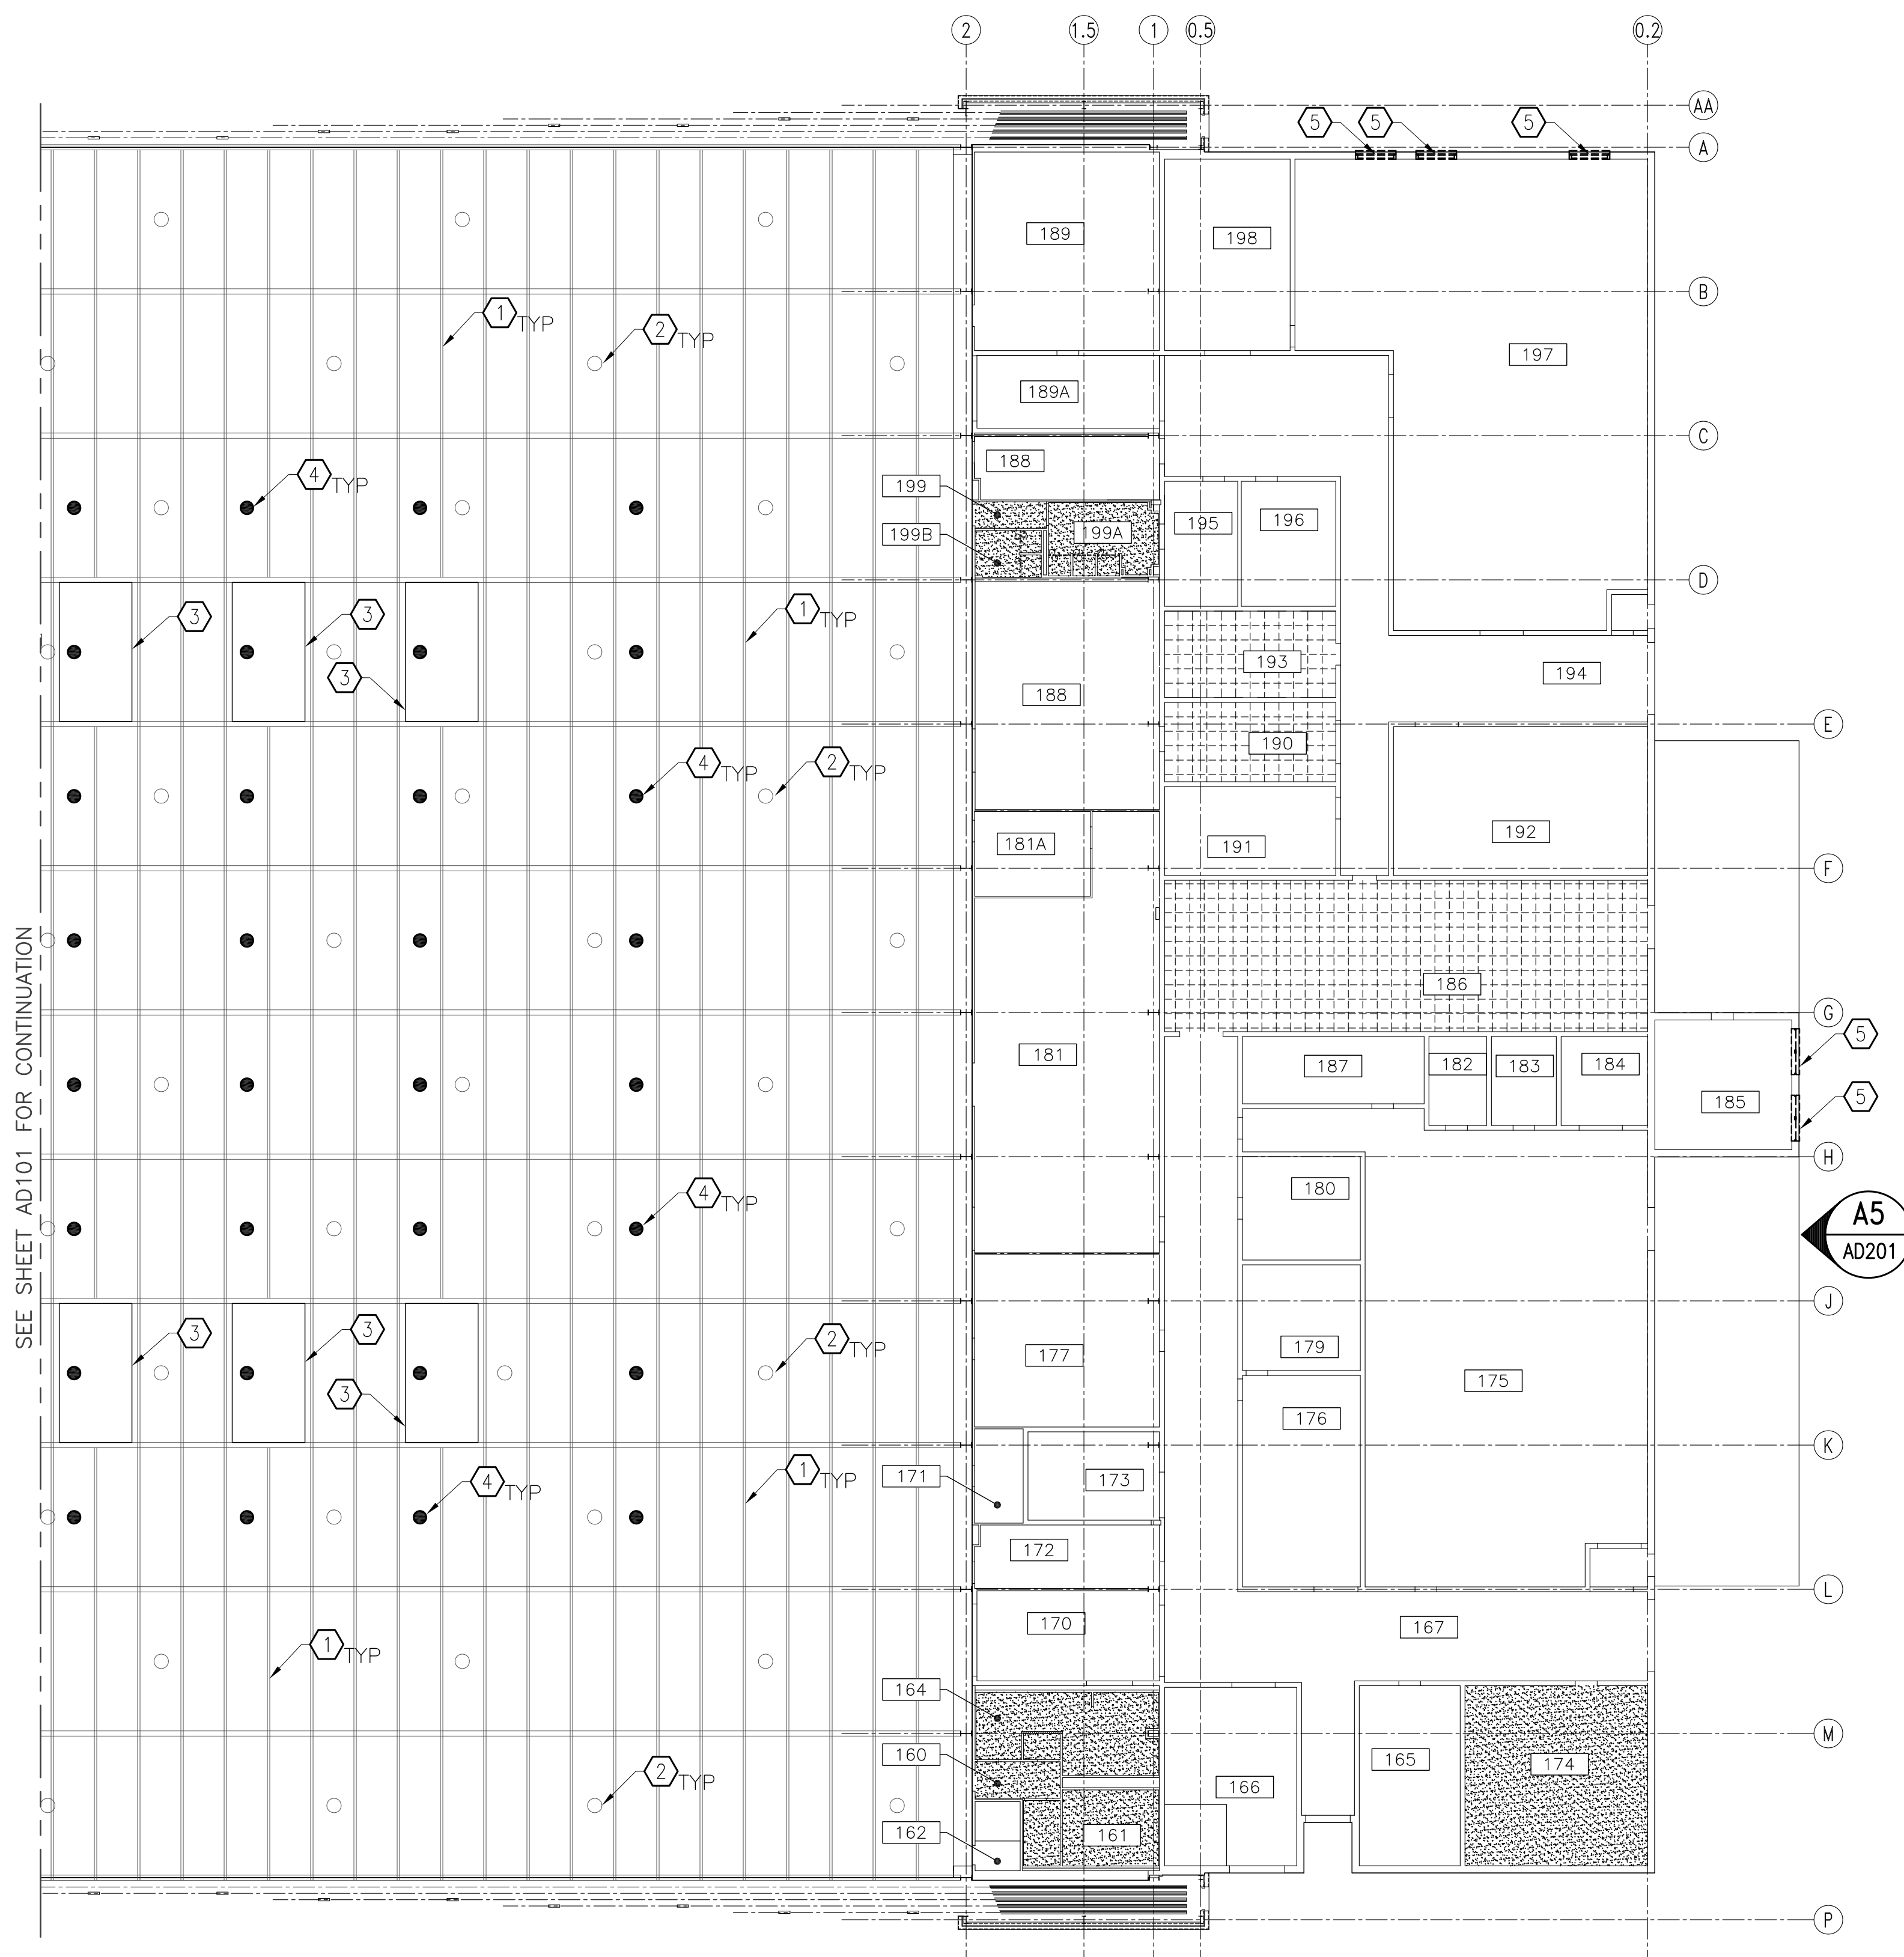 2 1.5 1 0.5 0.2
AA
5 5 5
A
189 198
B
1 TYP
2 TYP
197
189A
C
188
4 TYP
199
195 196
199A
199B
D
3 3 1 TYP
193
3
194
188
E
190
4 TYP 2 TYP
192
181A 191
F
186
G
5
181
187 182 183 184
185
5
H
180
4 TYP
A5
AD201
SEE SHEET AD101 FOR CONTINUATION
J
3 3 2 TYP
179
177
175
3
176
K
1 TYP
171 173
4 TYP
172
L
170
167
1 TYP
164
M
160
165 174
2 TYP
166
162 161
P